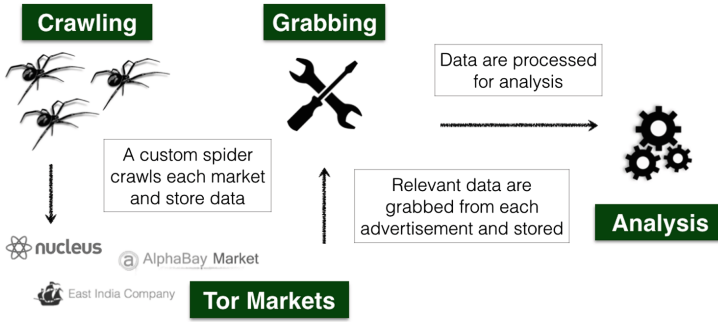 Crawling
Grabbing
Data are processed
for analysis
A custom spider
crawls each market
and store data
Relevant data are
grabbed from each
advertisement and stored
Analysis
nucleus
a AlphaBay Market
East India Company
Tor Markets